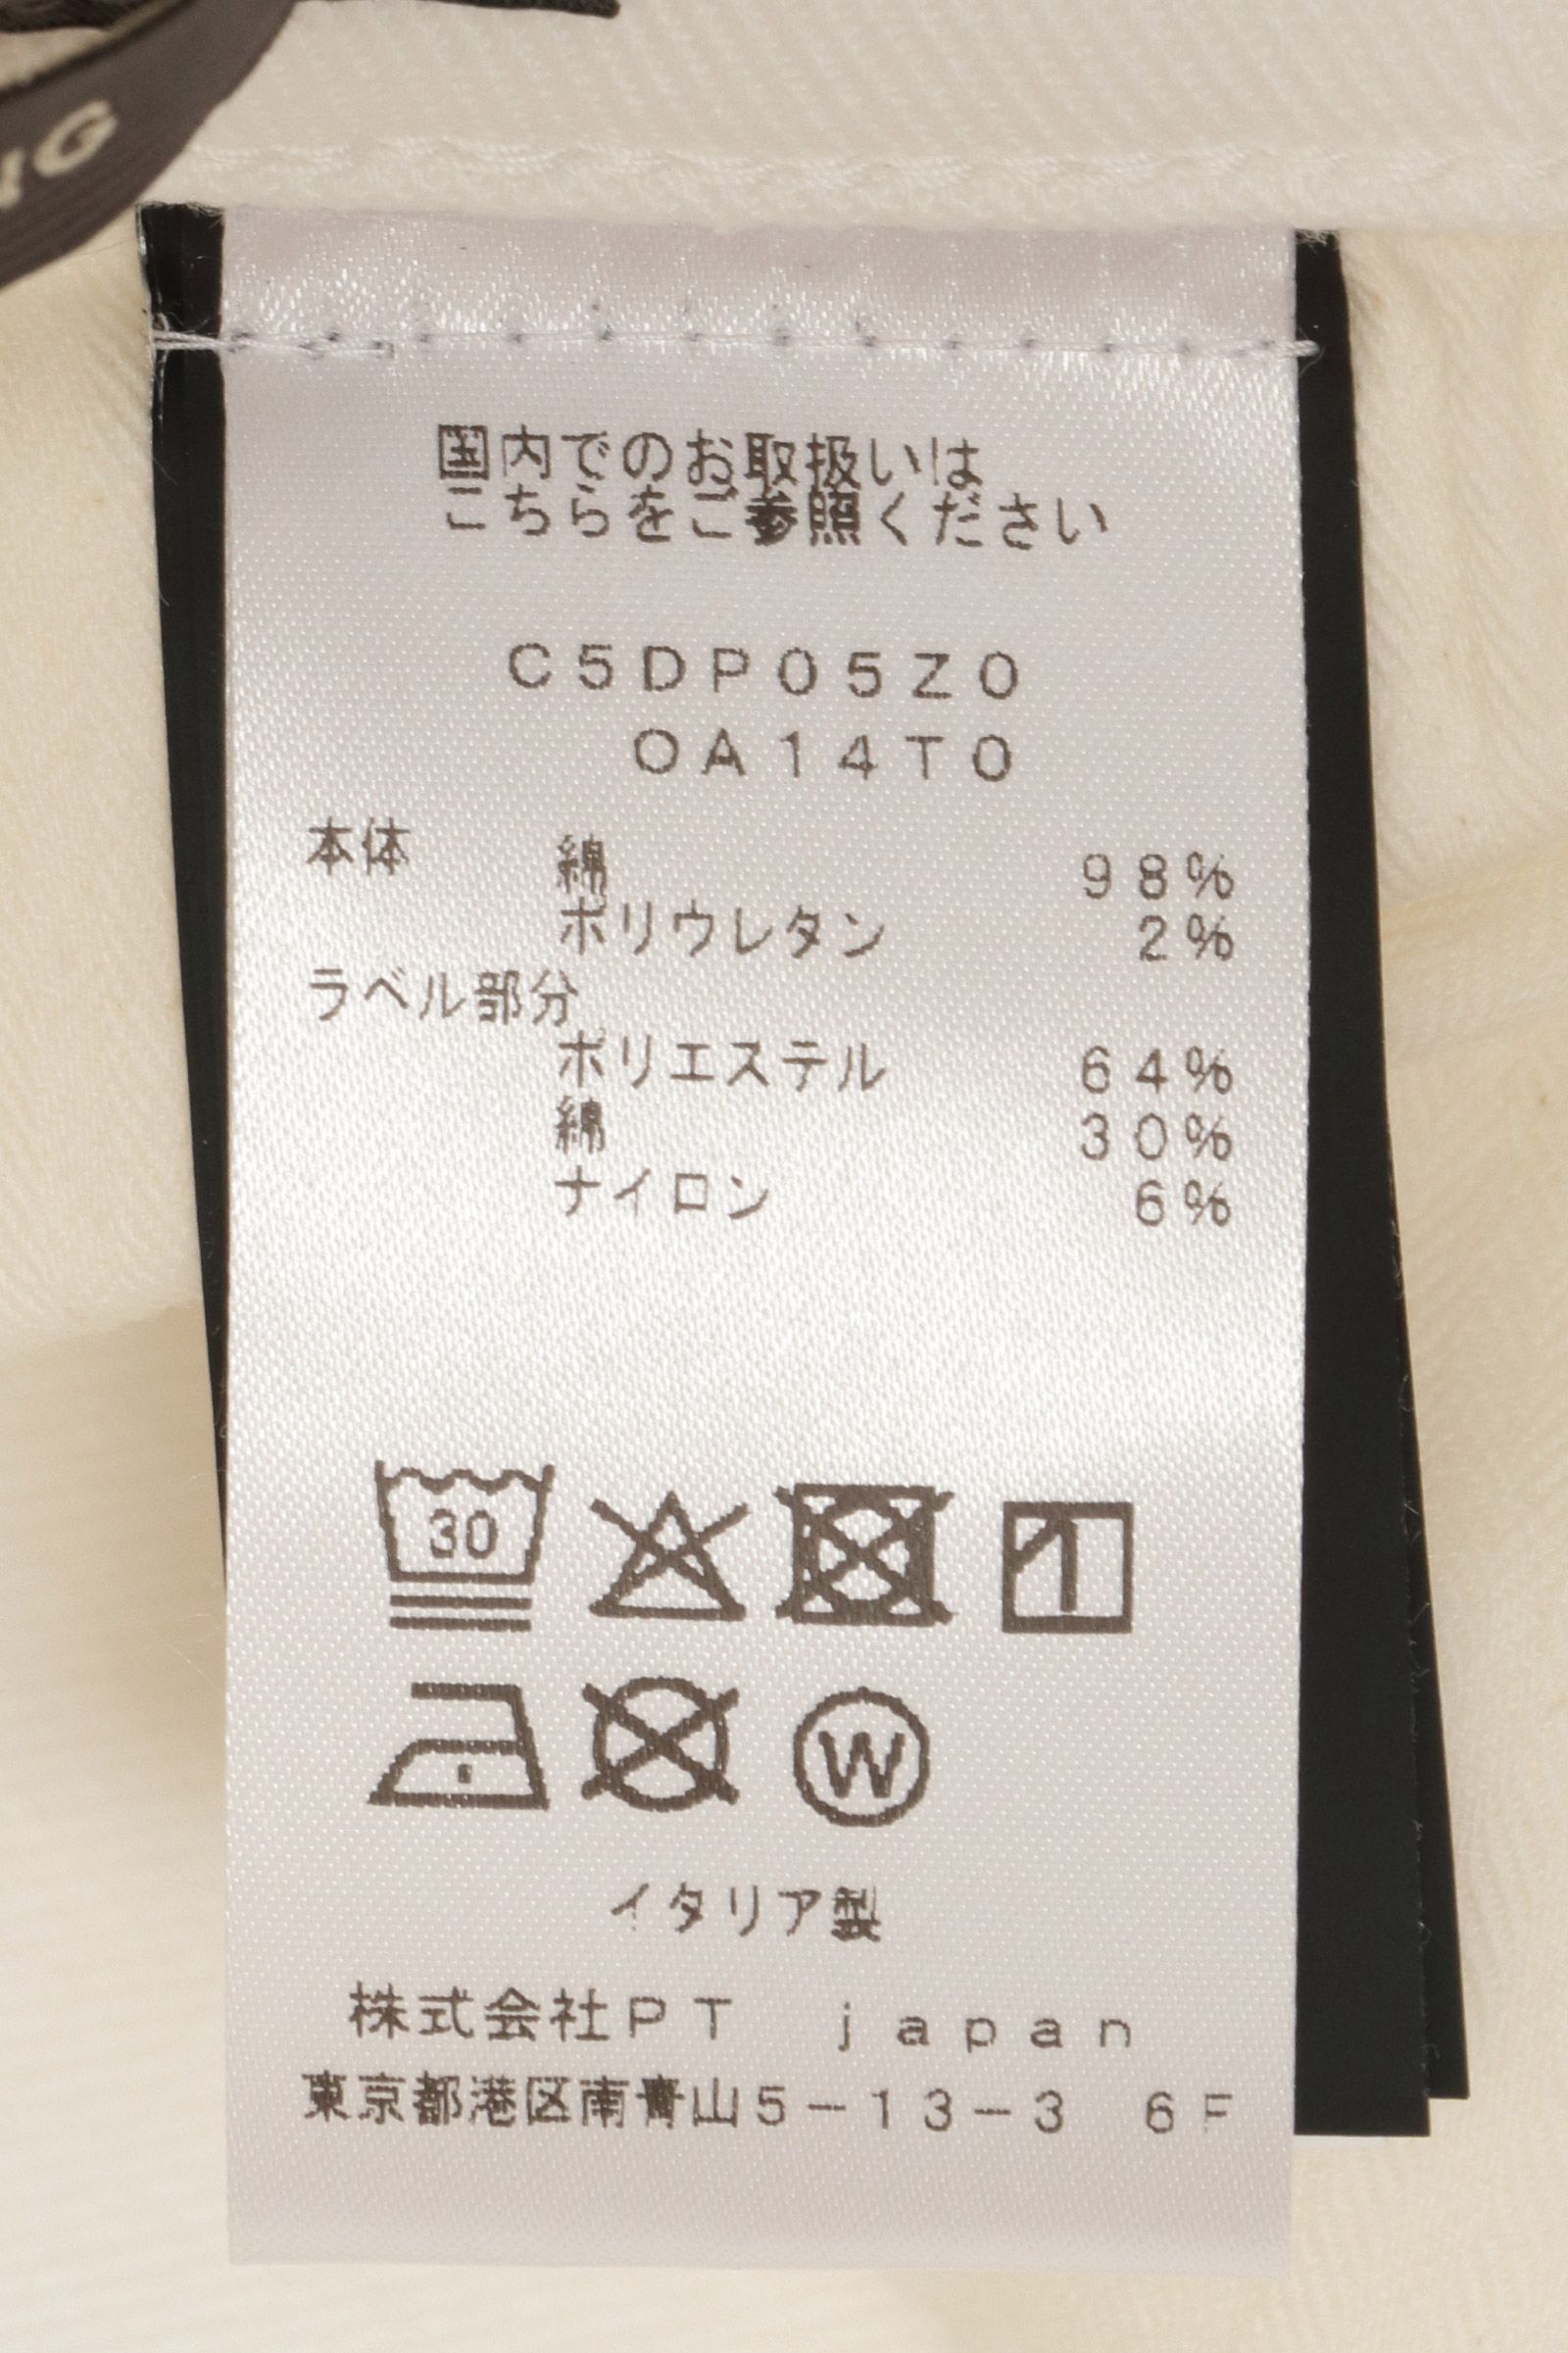 NG
国内でのお取扱いは
こちらをご参照ください
C5DP05Z0
OA14T0
本体 綿 98%
ポリウレタン 2%
ラベル部分
ポリエステル 64%
綿 30%
ナイロン 6%
30
W
イタリア製
株式会社PT japan
東京都港区南青山5-13-3 6F